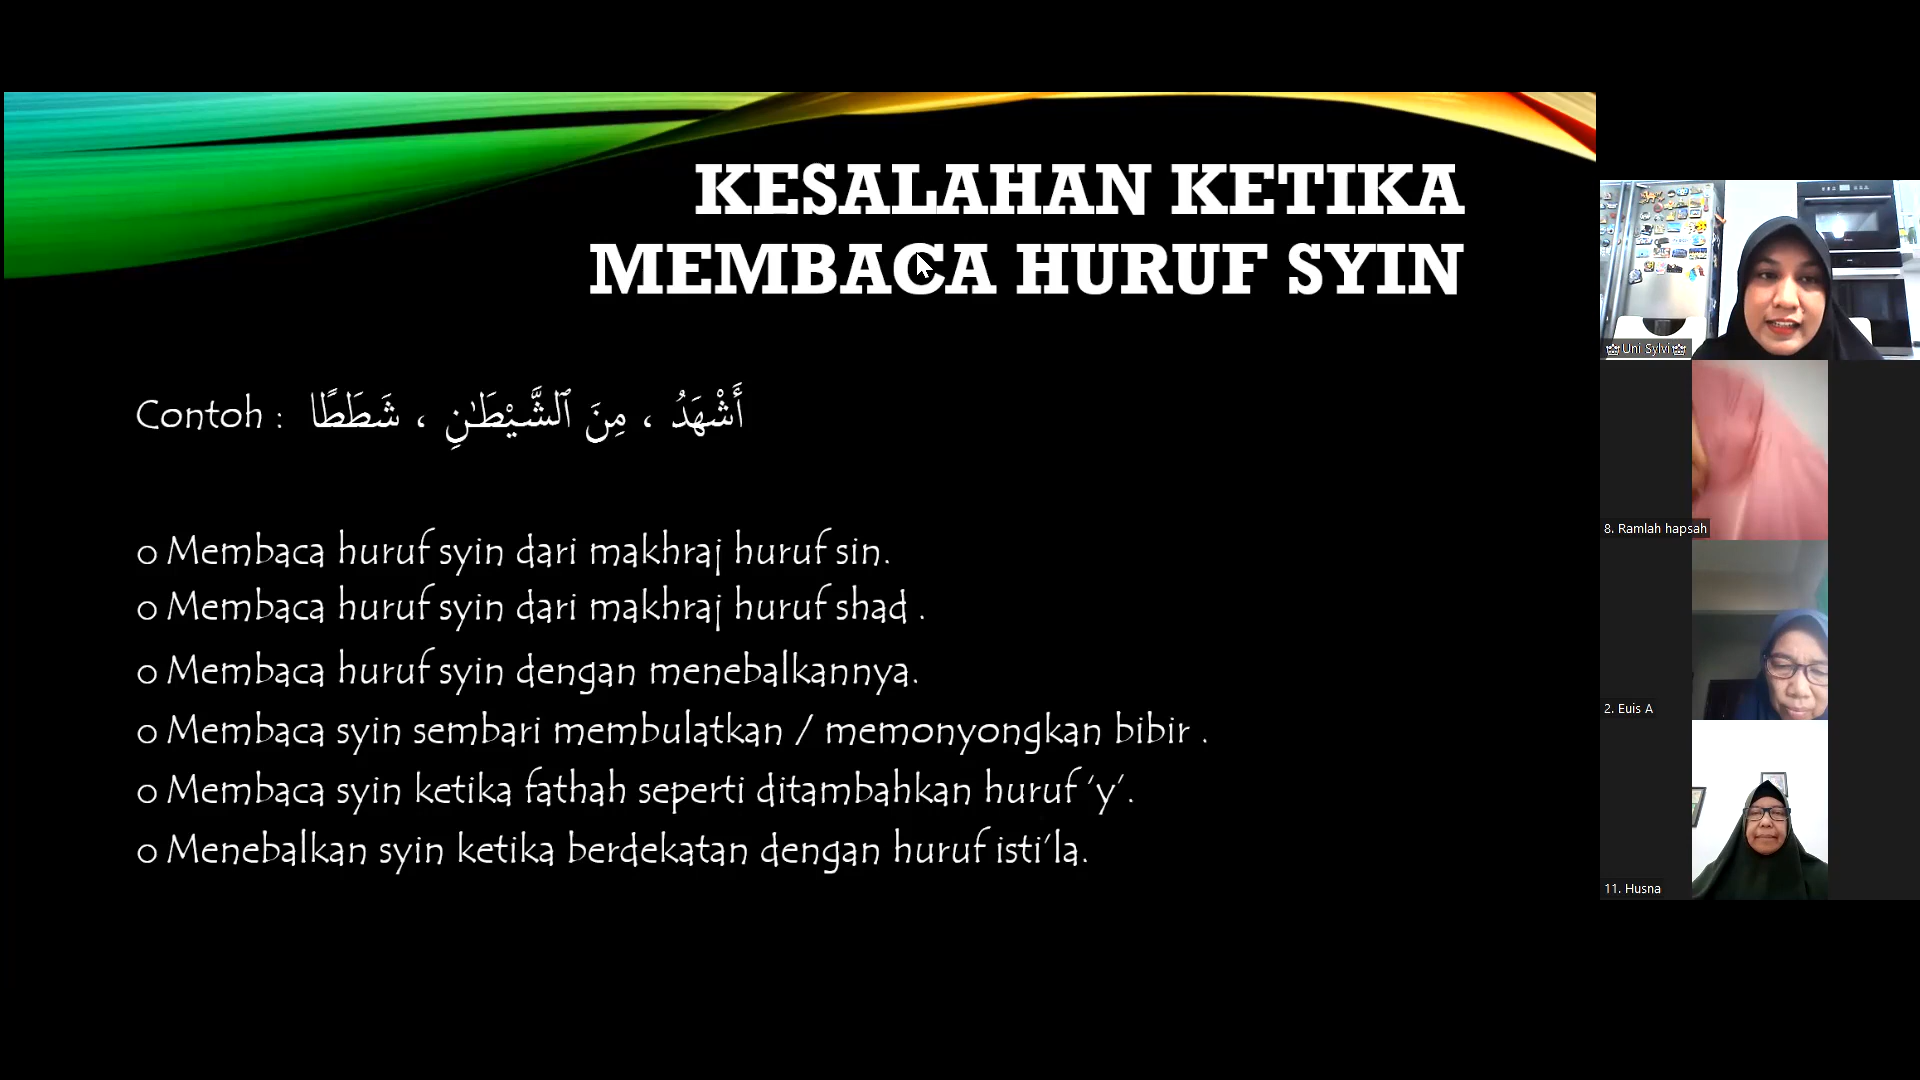 KESALAHAN KETIKA
MEMBACA HURUF SYIN
Contoh : أَشْهَدُ ، مِنَ ٱلشَّيْطَـٰنِ ، شَطَطًا
o Membaca huruf syin dari makhraj huruf sin.
o Membaca huruf syin dari makhraj huruf shad .
o Membaca huruf syin dengan menebalkannya.
o Membaca syin sembari membulatkan / memonyongkan bibir .
o Membaca syin ketika fathah seperti ditambahkan huruf ‘y’.
o Menebalkan syin ketika berdekatan dengan huruf isti’la.
Uni Sylvi
8. Ramlah hapsah
2. Euis A
11. Husna